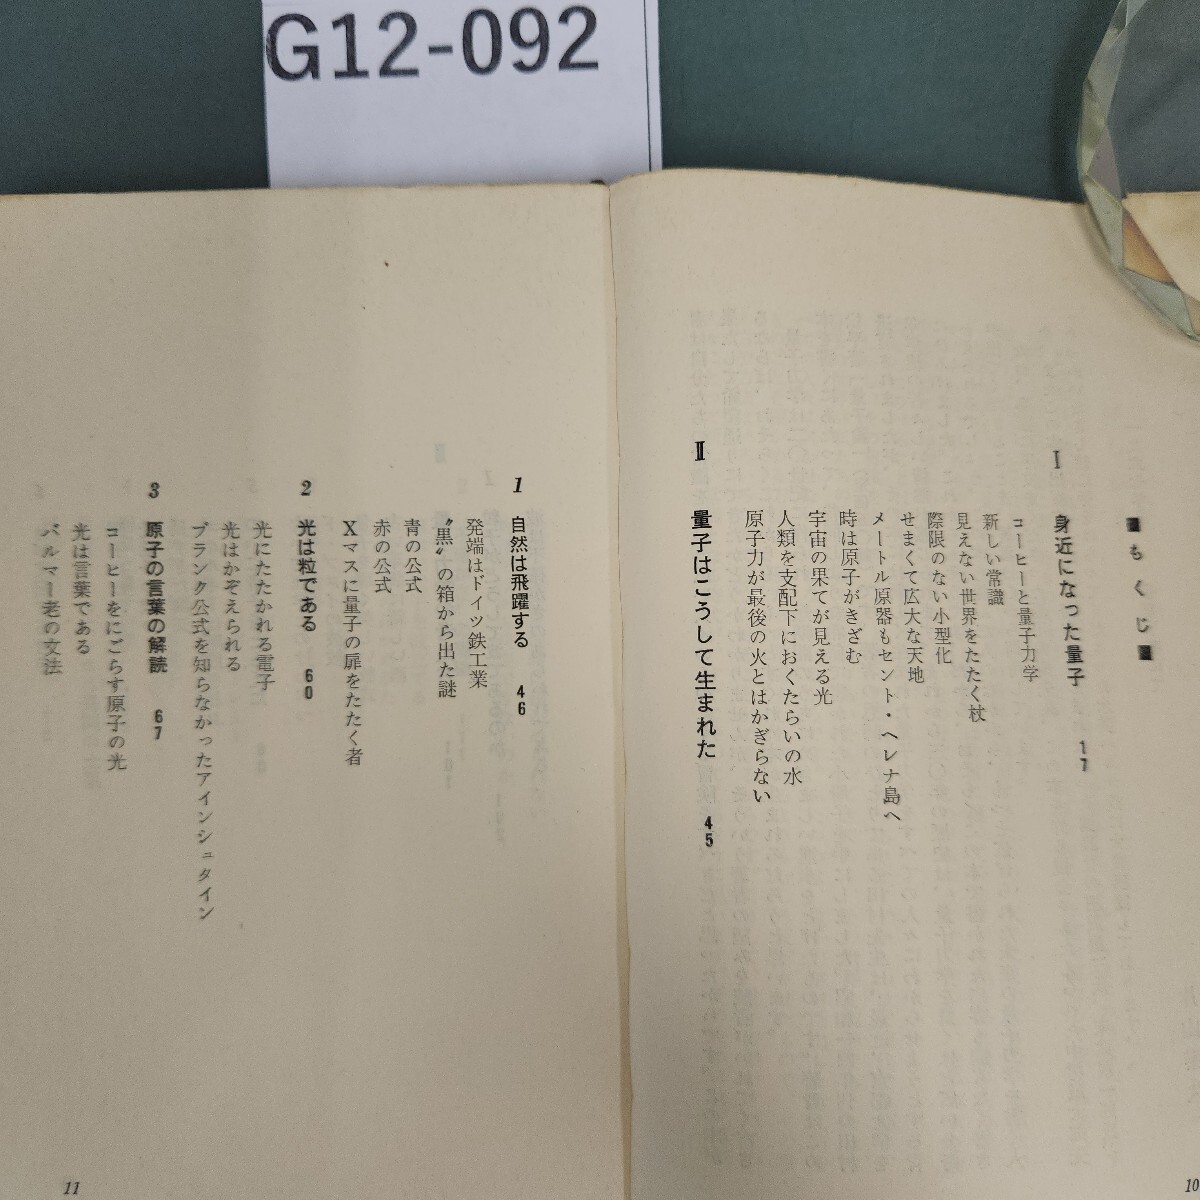 G12-092
■もくじ■
Ⅰ 身近になった量子 17
コーヒーと量子力学
新しい常識
見えない世界をたたく杖
際限のない小型化
せまくて広大な天地
メートル原器もセント・ヘレナ島へ
時は原子がきざむ
宇宙の果てが見える光
人類を支配下におくたらいの水
原子力が最後の火とはかぎらない
Ⅱ 量子はこうして生まれた 45
10
1 自然は飛躍する 46
発端はドイツ鉄工業
〝黒〟の箱から出た謎
青の公式
赤の公式
Xマスに量子の扉をたたく者
2 光は粒である 60
光にたたかれる電子
光はかぞえられる
プランク公式を知らなかったアインシュタイン
3 原子の言葉の解読 67
コーヒーをにごらす原子の光
光は言葉である
バルマー老の文法
11